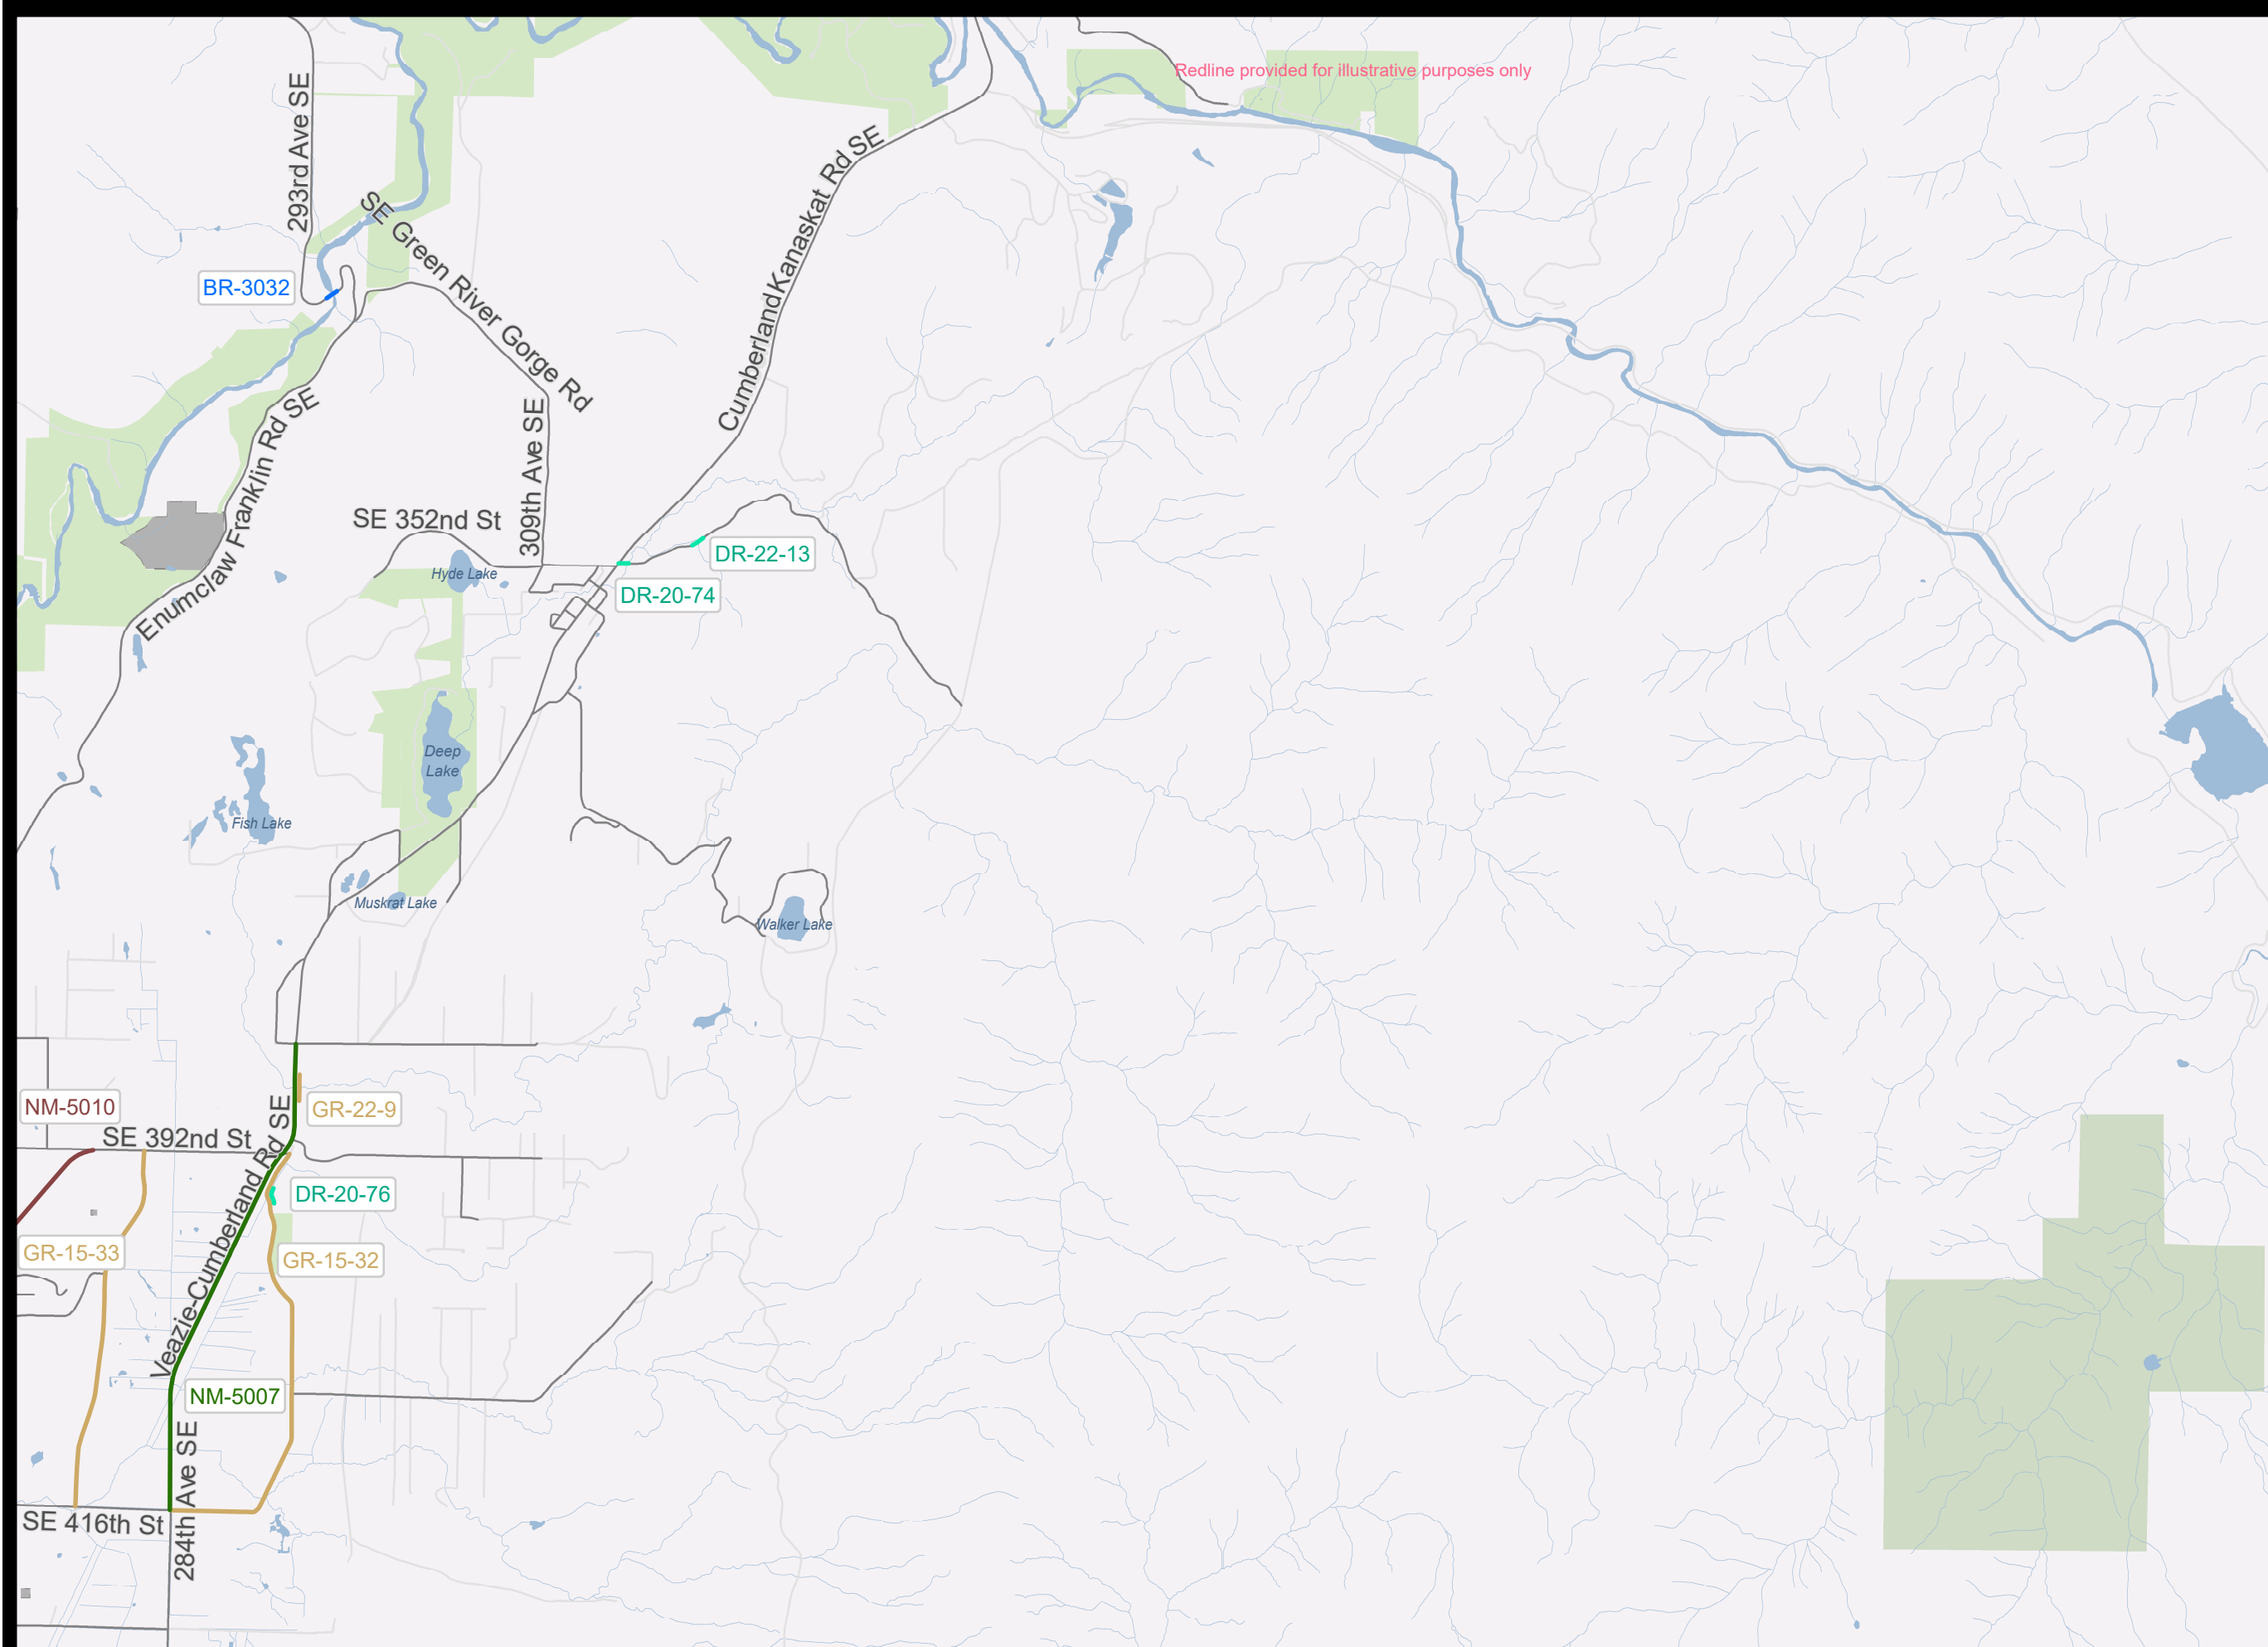 Redline provided for illustrative purposes only
293rd Ave SE
SE Green River Gorge Rd
CumberlandKanaskat Rd SE
BR-3032
Enumclaw Franklin Rd SE
309th Ave SE
SE 352nd St
Hyde Lake
DR-22-13
DR-20-74
Deep
Lake
Fish Lake
Muskrat Lake
Walker Lake
NM-5010
GR-22-9
SE 392nd St
Veazie-Cumberland Rd SE
DR-20-76
GR-15-33
GR-15-32
NM-5007
284th Ave SE
SE 416th St